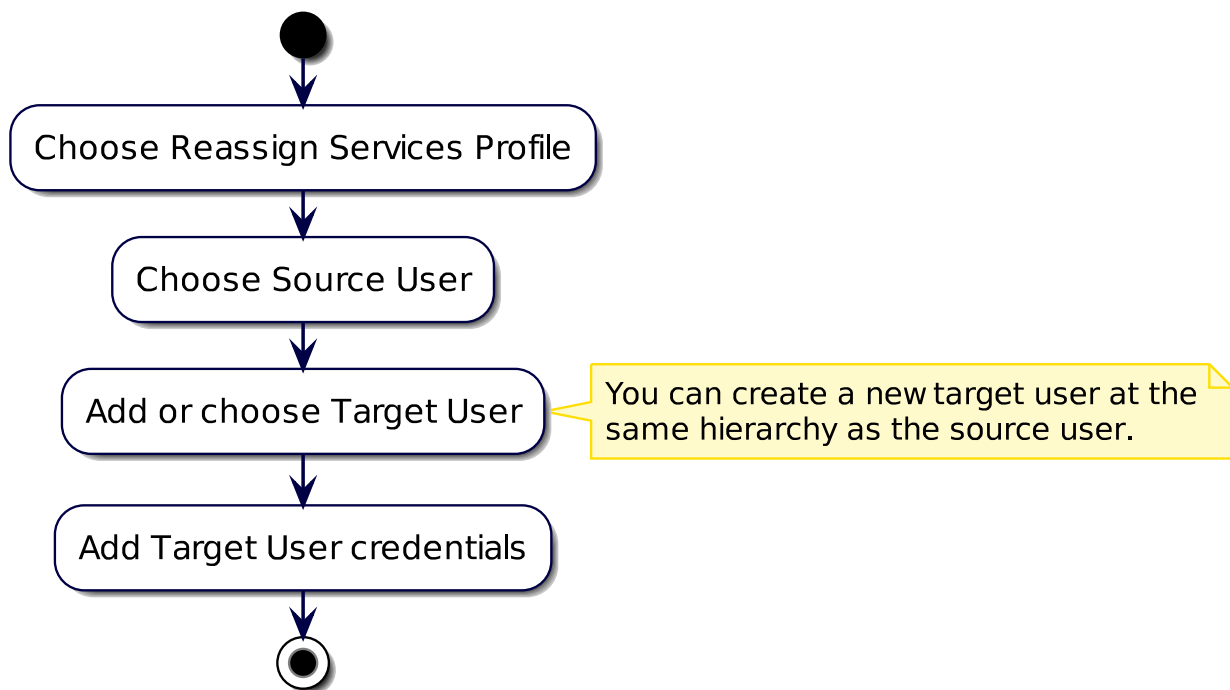 Choose Reassign Services Profile
Choose Source User
Add or choose Target User
You can create a new target user at the
same hierarchy as the source user.
Add Target User credentials